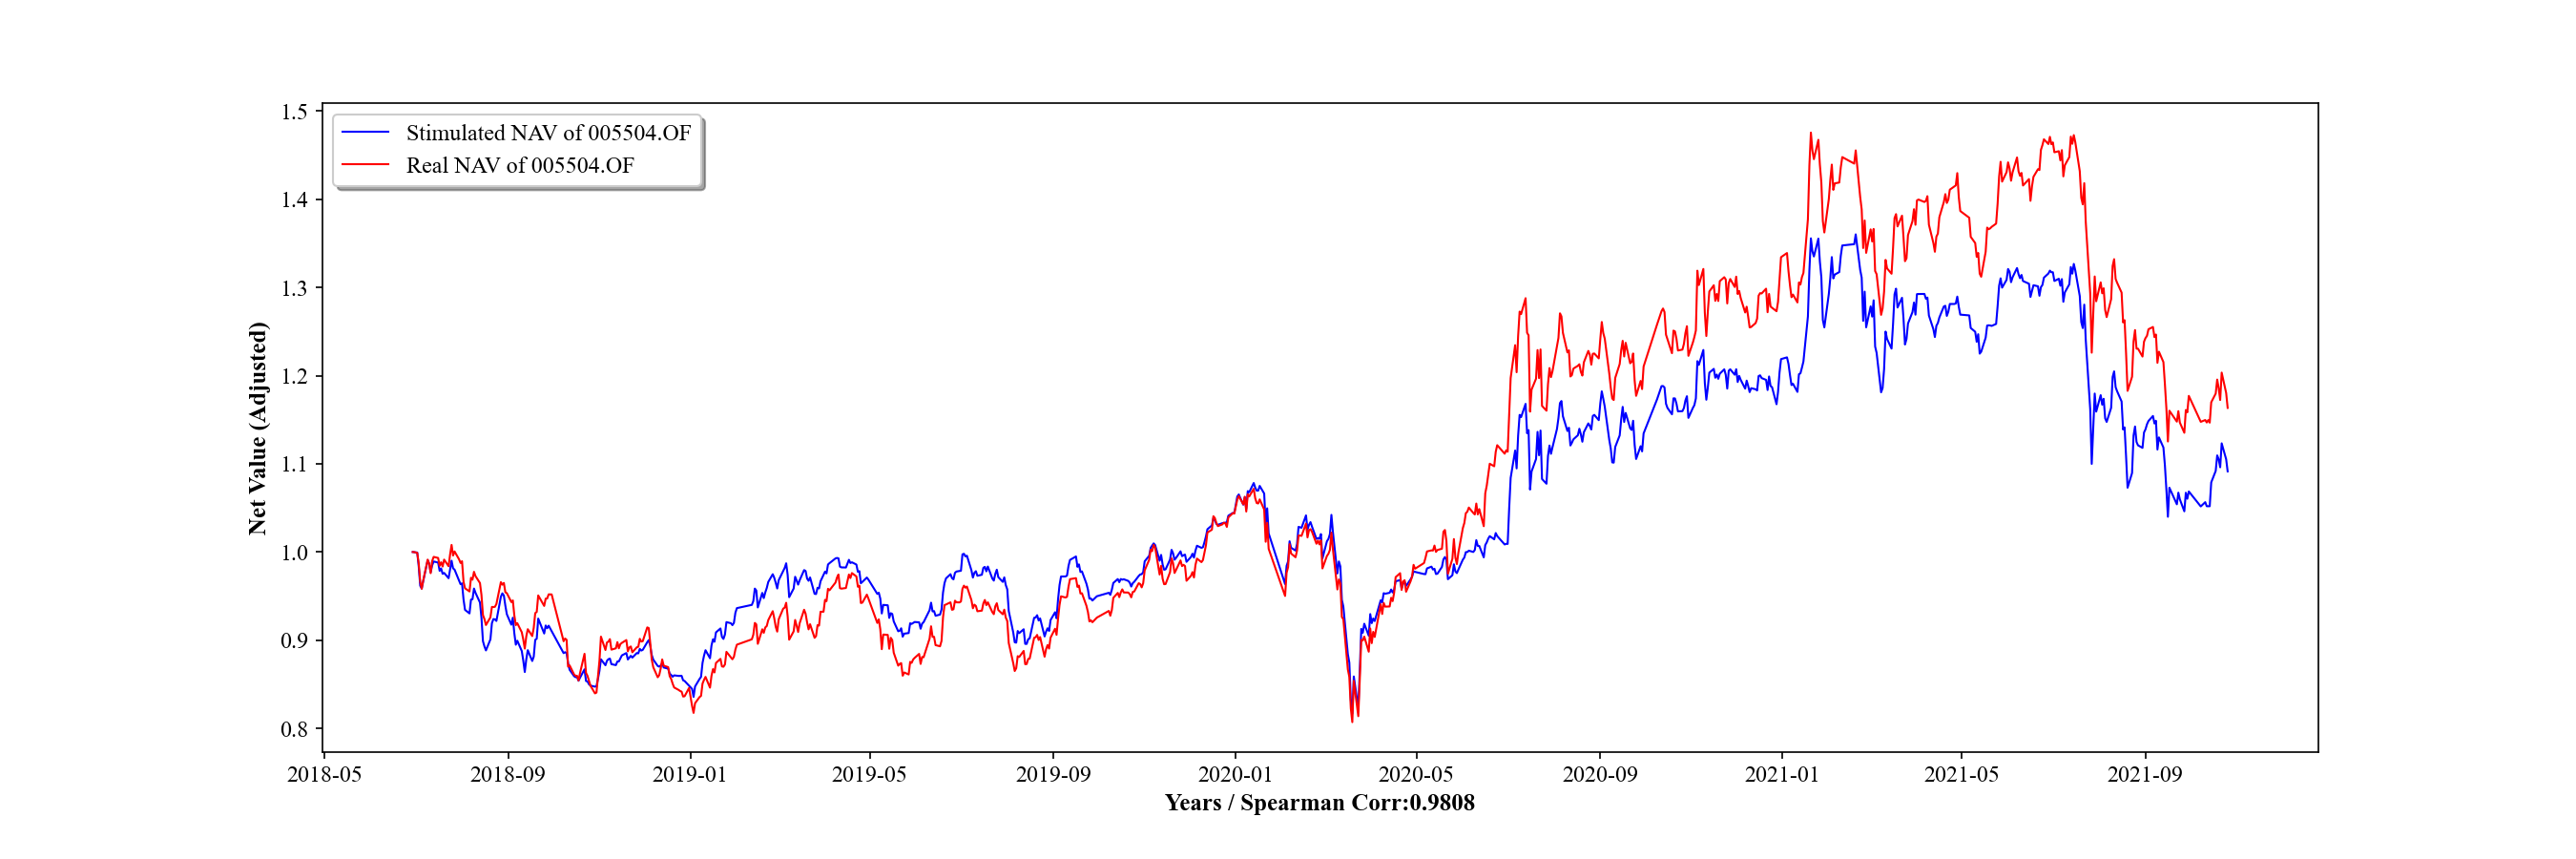 Stimulated NAV of 005504.OF
Real NAV of 005504.OF
1.5
1.4
1.3
1.2
1.1
1.0
0.9
0.8
Net Value (Adjusted)
2018-05 2018-09 2019-01 2019-05 2019-09 2020-01 2020-05 2020-09 2021-01 2021-05 2021-09
Years / Spearman Corr:0.9808